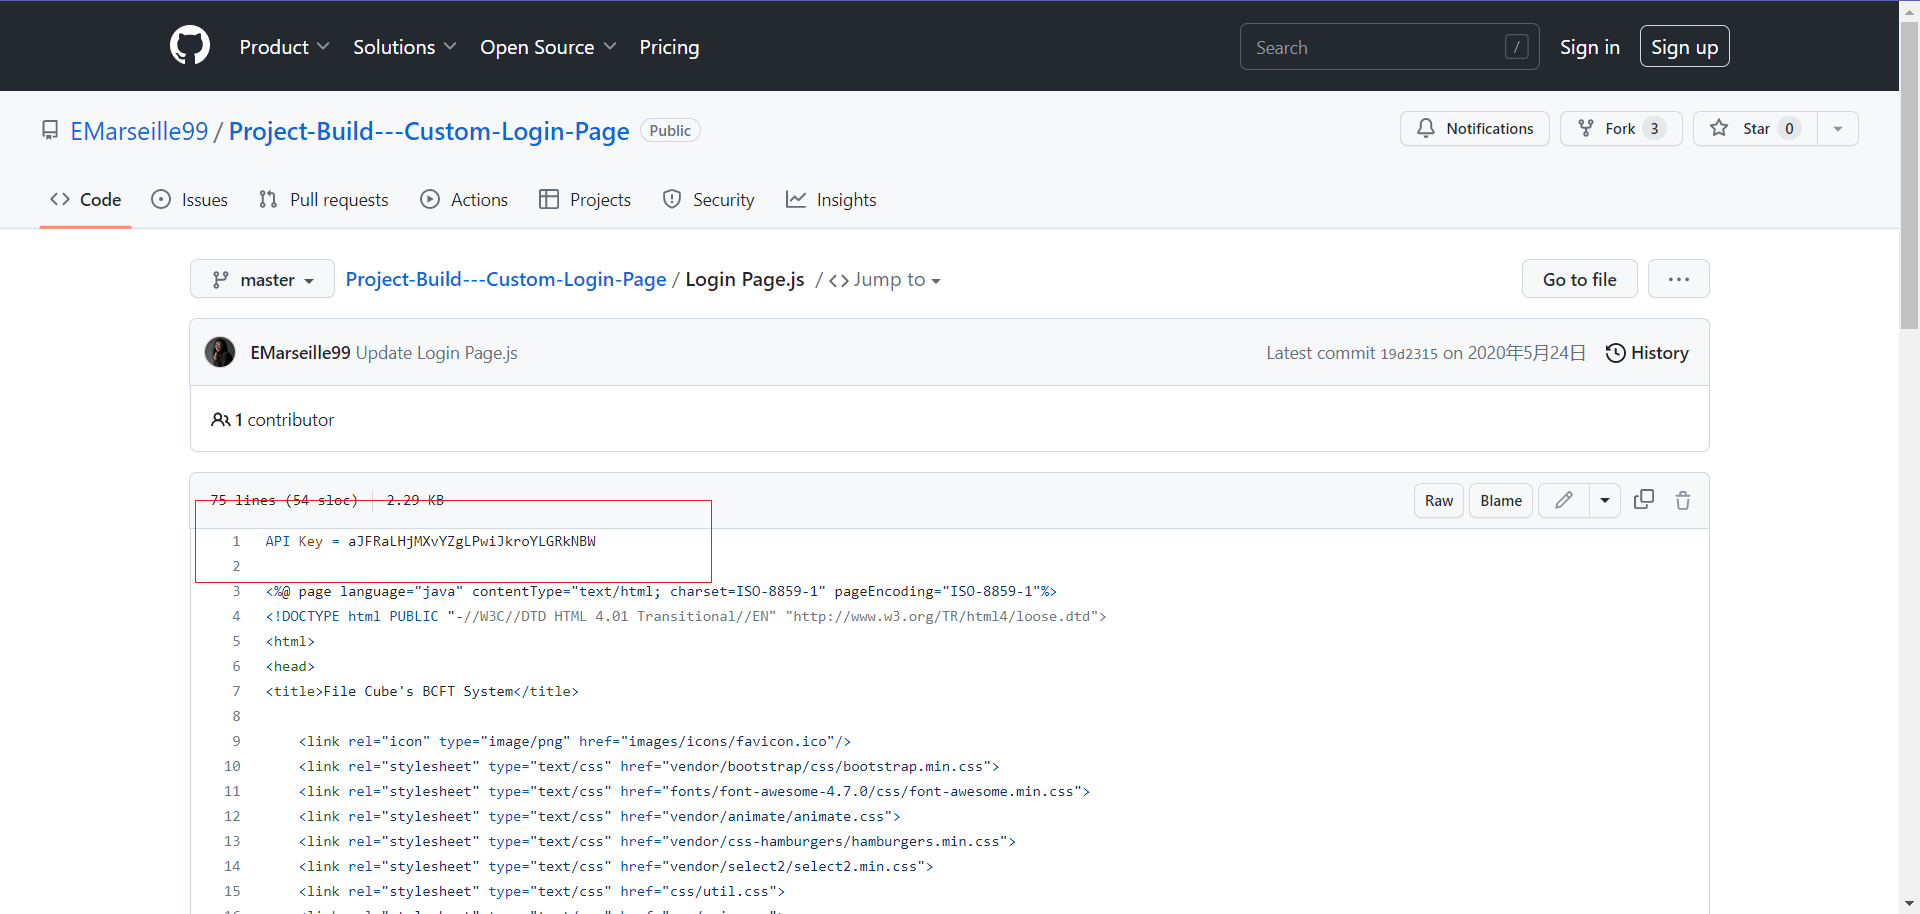 Product Solutions Open Source Pricing Search / Sign in Sign up
EMarseille99 / Project-Build---Custom-Login-Page Public Notifications Fork 3 Star 0
Code Issues Pull requests Actions Projects Security Insights
master Project-Build---Custom-Login-Page / Login Page.js / <> Jump to Go to file ...
EMarseille99 Update Login Page.js Latest commit 19d2315 on 2020年5月24日 History
1 contributor
75 lines (54 sloc) 2.29 KB Raw Blame
1 API Key = aJFRaLHjMXvYZgLPwiJkroYLGRkNBW
2
3 <%@ page language="java" contentType="text/html; charset=ISO-8859-1" pageEncoding="ISO-8859-1"%>
4 <!DOCTYPE html PUBLIC "-//W3C//DTD HTML 4.01 Transitional//EN" "http://www.w3.org/TR/html4/loose.dtd">
5 <html>
6 <head>
7 <title>File Cube's BCFT System</title>
8
9 <link rel="icon" type="image/png" href="images/icons/favicon.ico"/>
10 <link rel="stylesheet" type="text/css" href="vendor/bootstrap/css/bootstrap.min.css">
11 <link rel="stylesheet" type="text/css" href="fonts/font-awesome-4.7.0/css/font-awesome.min.css">
12 <link rel="stylesheet" type="text/css" href="vendor/animate/animate.css">
13 <link rel="stylesheet" type="text/css" href="vendor/css-hamburgers/hamburgers.min.css">
14 <link rel="stylesheet" type="text/css" href="vendor/select2/select2.min.css">
15 <link rel="stylesheet" type="text/css" href="css/util.css">